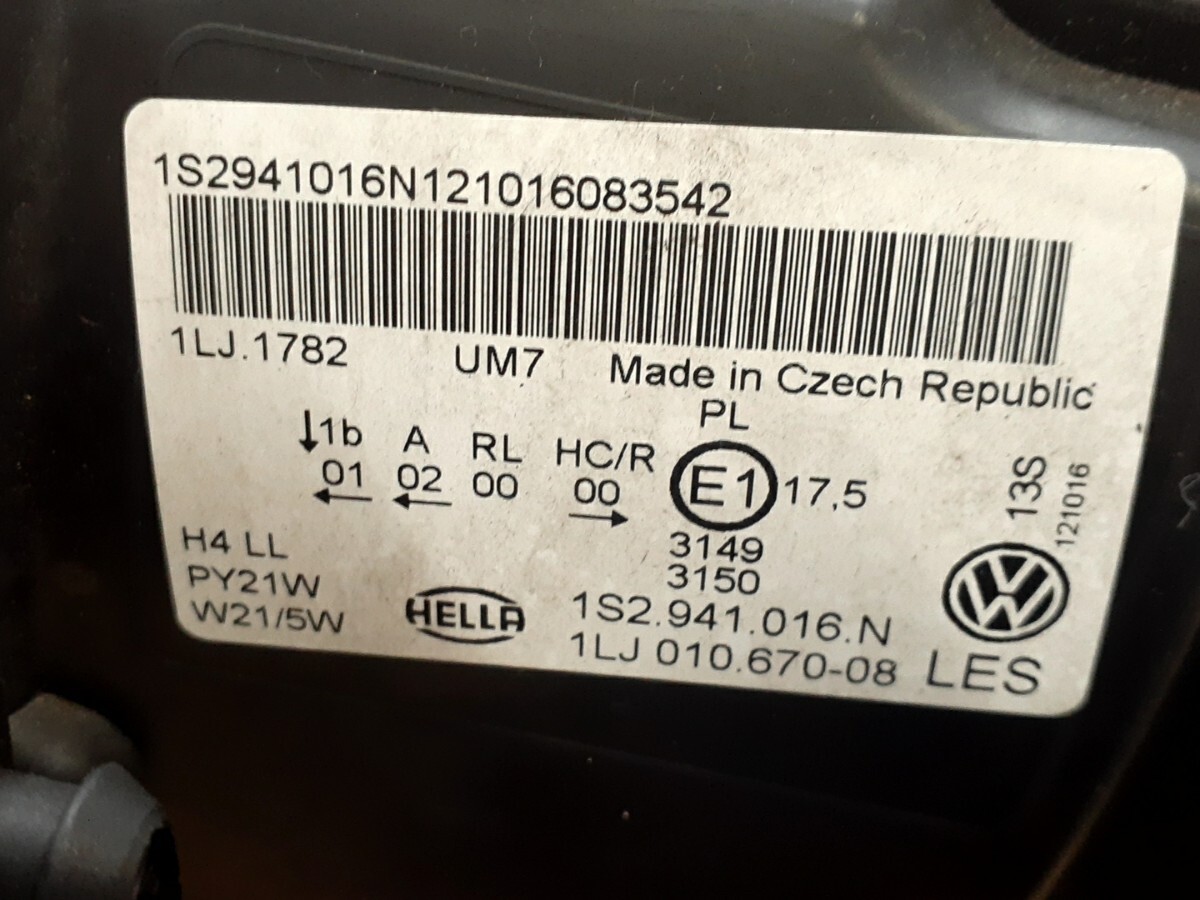 1S2941016N121016083542
1LJ.1782 UM7 Made in Czech Republic
PL
↓1b A RL HC/R
01 02 00 00 E1 17,5
← ← →
3149
3150
H4 LL
PY21W
W21/5W
HELLA
1S2.941.016.N
1LJ 010.670-08
13S
121016
VW
LES